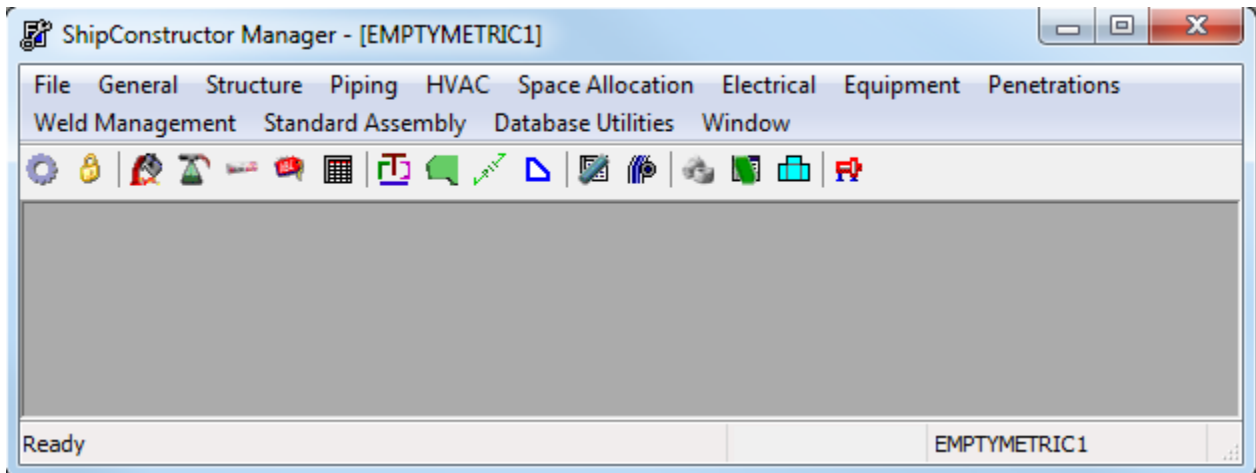 ShipConstructor Manager - [EMPTYMETRIC1]
File General Structure Piping HVAC Space Allocation Electrical Equipment Penetrations
Weld Management Standard Assembly Database Utilities Window
Ready EMPTYMETRIC1